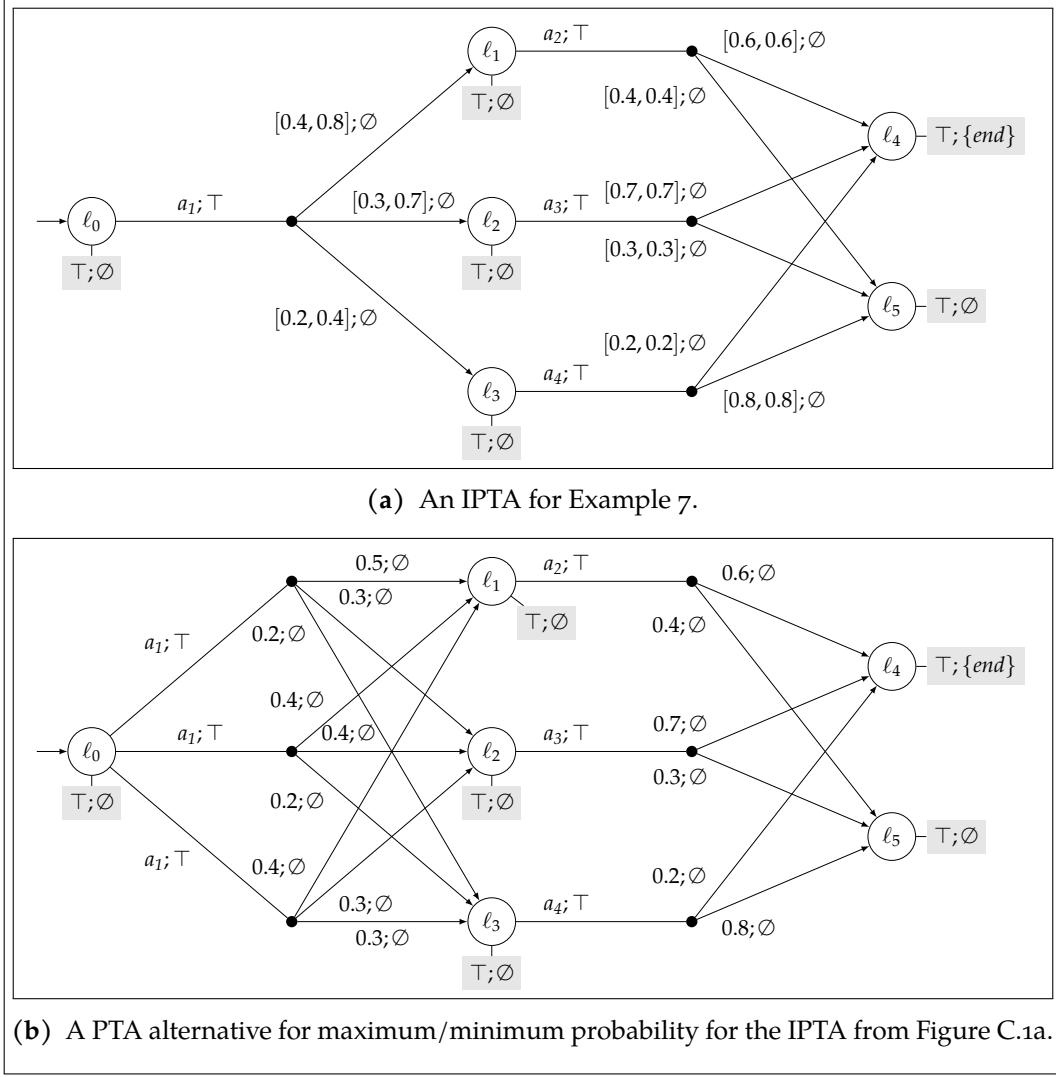 ℓ₁
a₂; ⊤
[0.6, 0.6]; ∅
⊤; ∅
[0.4, 0.4]; ∅
[0.4, 0.8]; ∅
ℓ₄
⊤; {end}
ℓ₀
a₁; ⊤
[0.3, 0.7]; ∅
ℓ₂
a₃; ⊤
[0.7, 0.7]; ∅
⊤; ∅
⊤; ∅
[0.3, 0.3]; ∅
ℓ₅
⊤; ∅
[0.2, 0.4]; ∅
[0.2, 0.2]; ∅
ℓ₃
a₄; ⊤
[0.8, 0.8]; ∅
⊤; ∅
(a) An IPTA for Example 7.
0.5; ∅
ℓ₁
a₂; ⊤
0.6; ∅
0.3; ∅
⊤; ∅
0.2; ∅
0.4; ∅
a₁; ⊤
ℓ₄
⊤; {end}
0.4; ∅
ℓ₀
a₁; ⊤
0.4; ∅
ℓ₂
a₃; ⊤
0.7; ∅
⊤; ∅
0.2; ∅
⊤; ∅
0.3; ∅
ℓ₅
⊤; ∅
a₁; ⊤
0.4; ∅
0.2; ∅
0.3; ∅
ℓ₃
a₄; ⊤
0.8; ∅
0.3; ∅
⊤; ∅
(b) A PTA alternative for maximum/minimum probability for the IPTA from Figure C.1a.